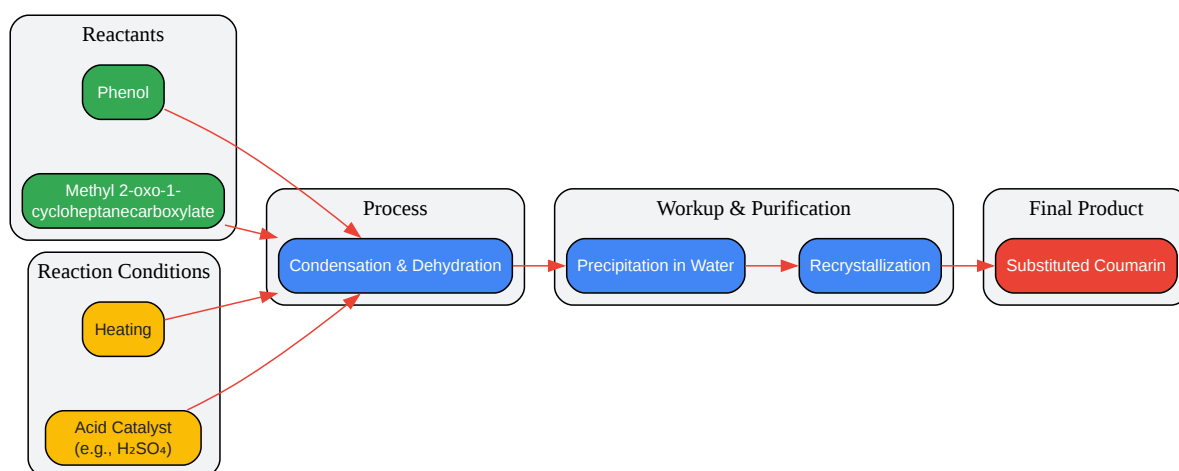 Reactants
Phenol
Methyl 2-oxo-1-
cycloheptanecarboxylate
Reaction Conditions
Heating
Acid Catalyst
(e.g., H₂SO₄)
Process
Condensation & Dehydration
Workup & Purification
Precipitation in Water
Recrystallization
Final Product
Substituted Coumarin